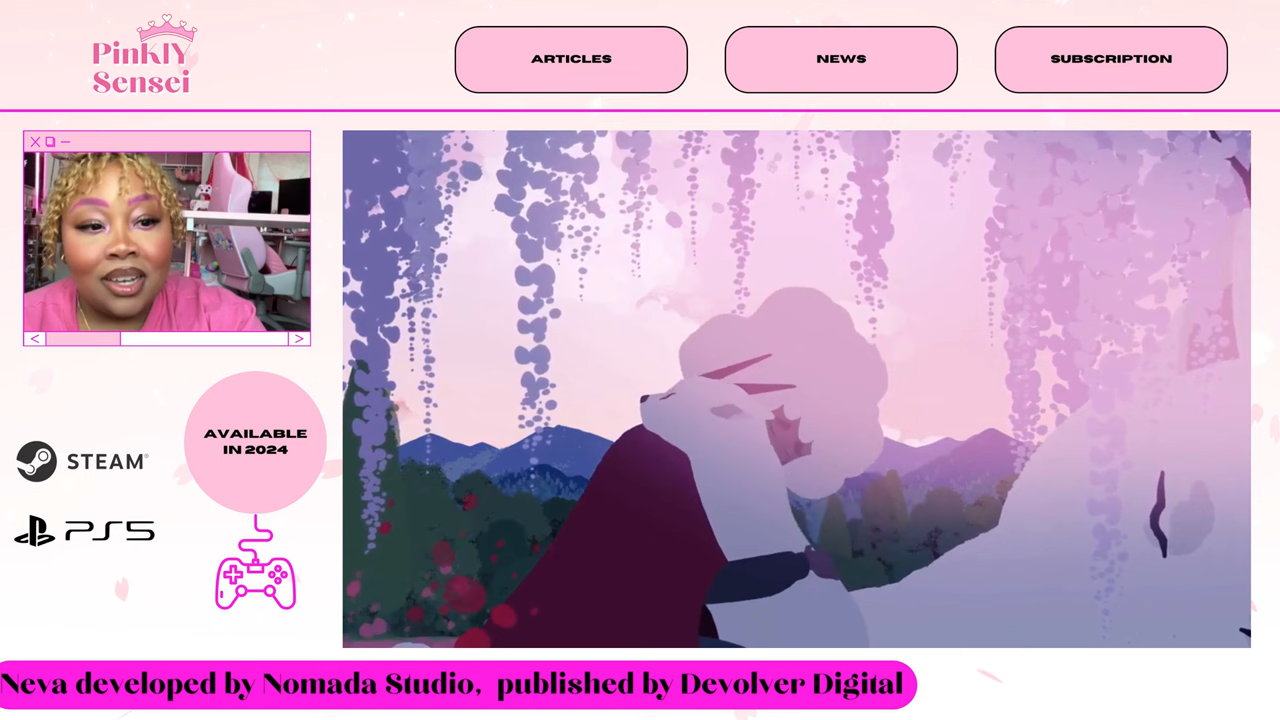 PinklY
Sensei
ARTICLES
NEWS
SUBSCRIPTION
AVAILABLE
IN 2024
STEAM
PS5
Neva developed by Nomada Studio, published by Devolver Digital